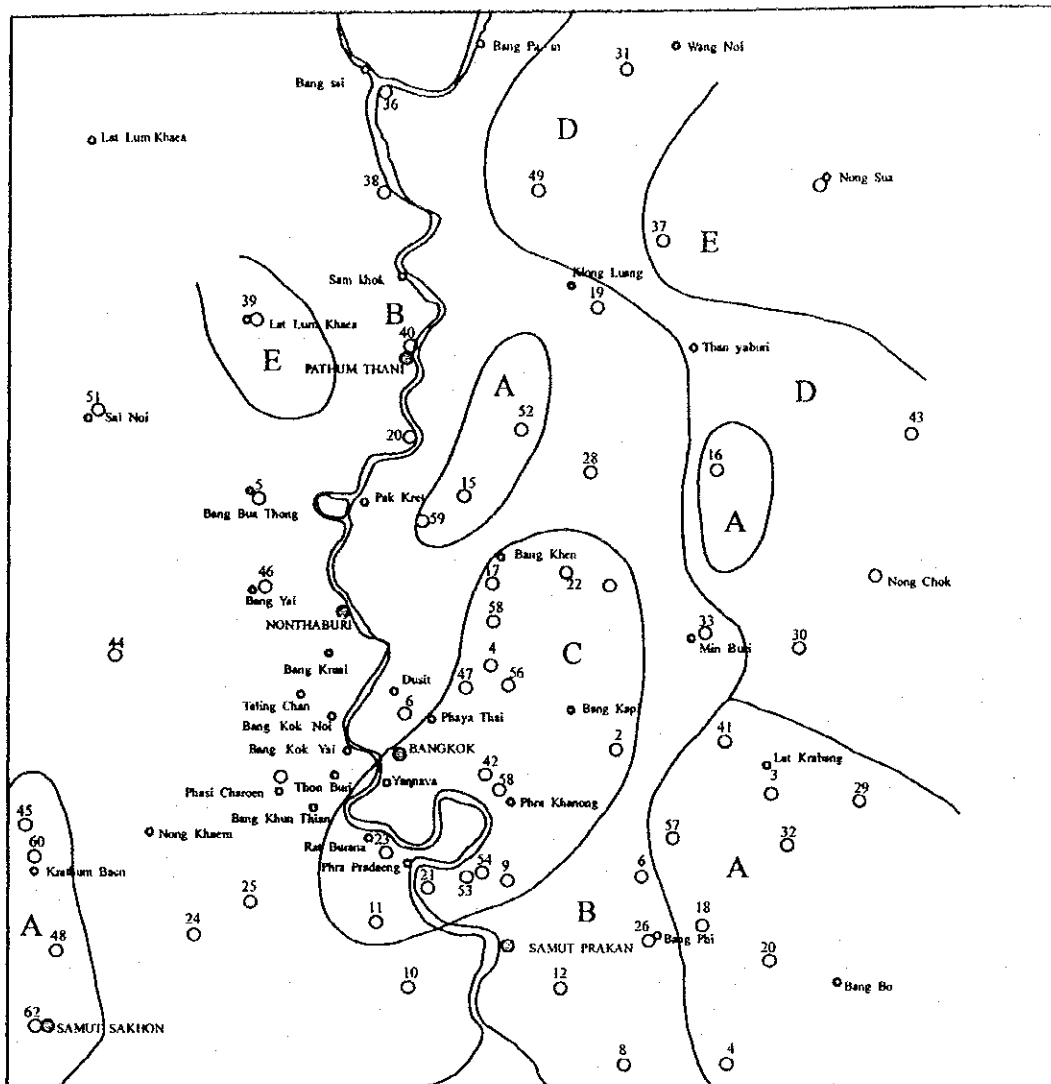 31
Wang Noi
Bang Pa-in
Bang sai
36
D
Lat Lum Khaea
49
38
Nong Sua
37
E
Sam khok
Klong Luang
19
39
B
Lat Lum Khaea
40
E
PATHUM THANI
Than yaburi
A
D
51
Sai Noi
52
43
20
28
16
5
15
Pak Kret
Bang Bua Thong
59
A
Bang Khen
46
17
22
Nong Chok
Bang Yai
NONTHABURI
58
33
30
Min Buri
44
Bang Kruai
4
C
47
56
Dusit
Taling Chan
6
Bang Kok Noi
Phaya Thai
Bang Kap
2
41
Bang Kok Yai
BANGKOK
Lat Krabang
42
3
Phasi Charoen
Thon Buri
Yannava
58
29
Bang Khun Thian
Phra Khanong
45
Nong Khaem
57
32
60
Rat Burana
23
Krathum Baen
Phra Pradaeng
54
9
6
A
21
53
25
A
24
11
B
18
48
26
Bang Phi
SAMUT PRAKAN
20
10
12
Bang Bo
62
SAMUT SAKHON
8
4